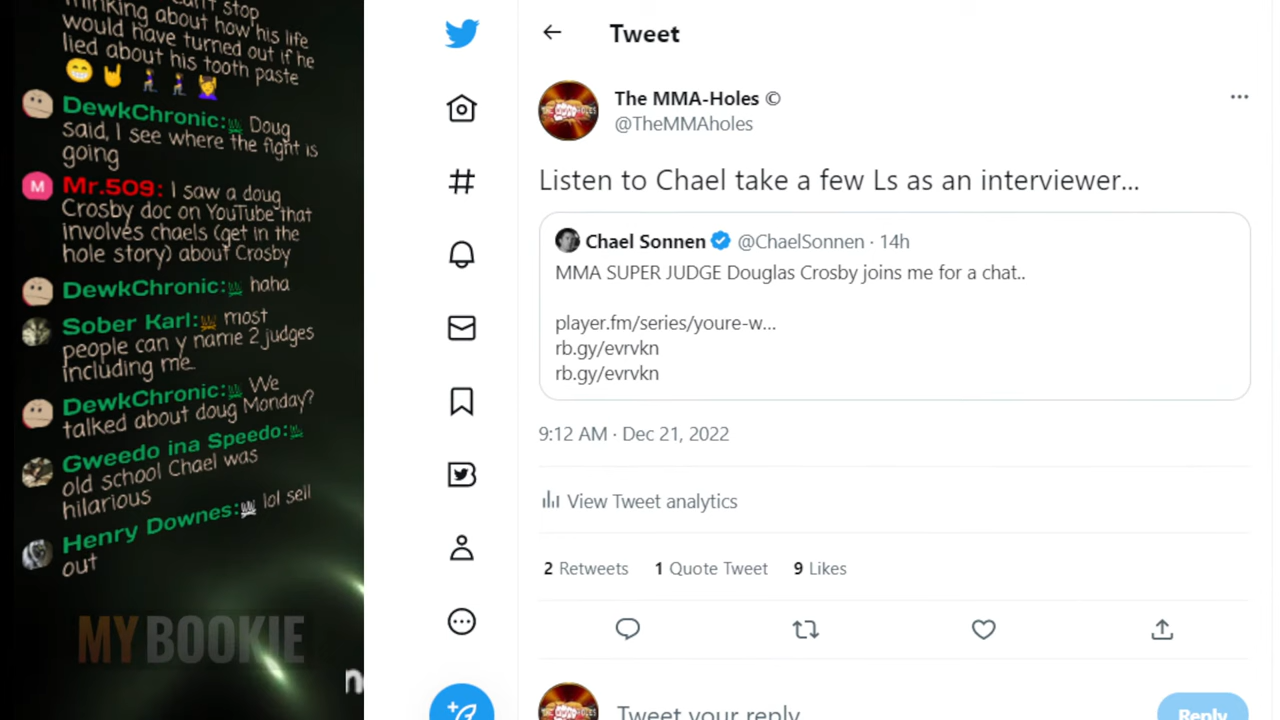 can't stop
thinking about how his life
would have turned out if he
lied about his tooth paste
DewkChronic: Doug
said, I see where the fight is
going
M Mr.509: I saw a doug
Crosby doc on YouTube that
involves chaels (get in the
hole story) about Crosby
DewkChronic: haha
Sober Karl: most
people can y name 2 judges
including me
DewkChronic: We
talked about doug Monday?
Gweedo ina Speedo:
old school Chael was
hilarious
Henry Downes: lol sell
out
MYBOOKIE
Tweet
The MMA-Holes ©
@TheMMAholes
Listen to Chael take a few Ls as an interviewer...
Chael Sonnen @ChaelSonnen · 14h
MMA SUPER JUDGE Douglas Crosby joins me for a chat..
player.fm/series/youre-w...
rb.gy/evrvkn
rb.gy/evrvkn
9:12 AM · Dec 21, 2022
View Tweet analytics
2 Retweets 1 Quote Tweet 9 Likes
Tweet your reply
Reply